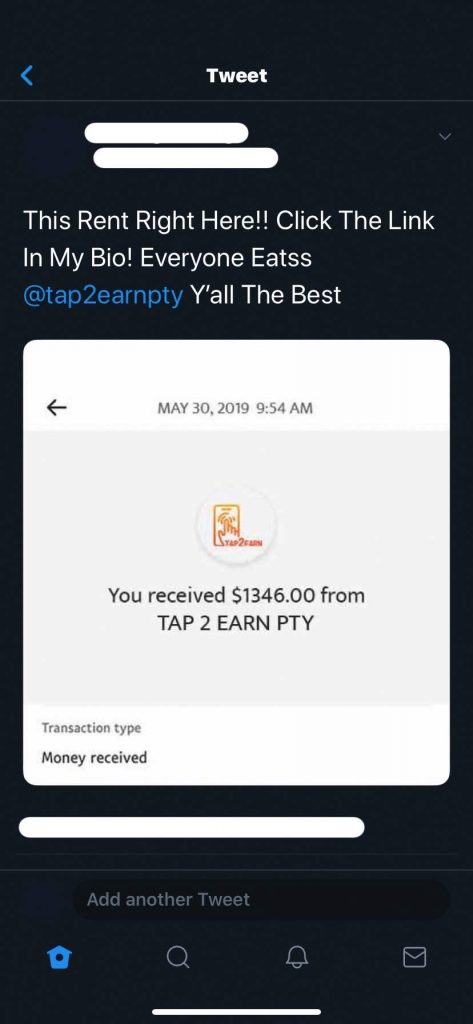 Tweet
This Rent Right Here!! Click The Link
In My Bio! Everyone Eatss
@tap2earnpty Y'all The Best
MAY 30, 2019 9:54 AM
TAP2EARN
You received $1346.00 from
TAP 2 EARN PTY
Transaction type
Money received
Add another Tweet